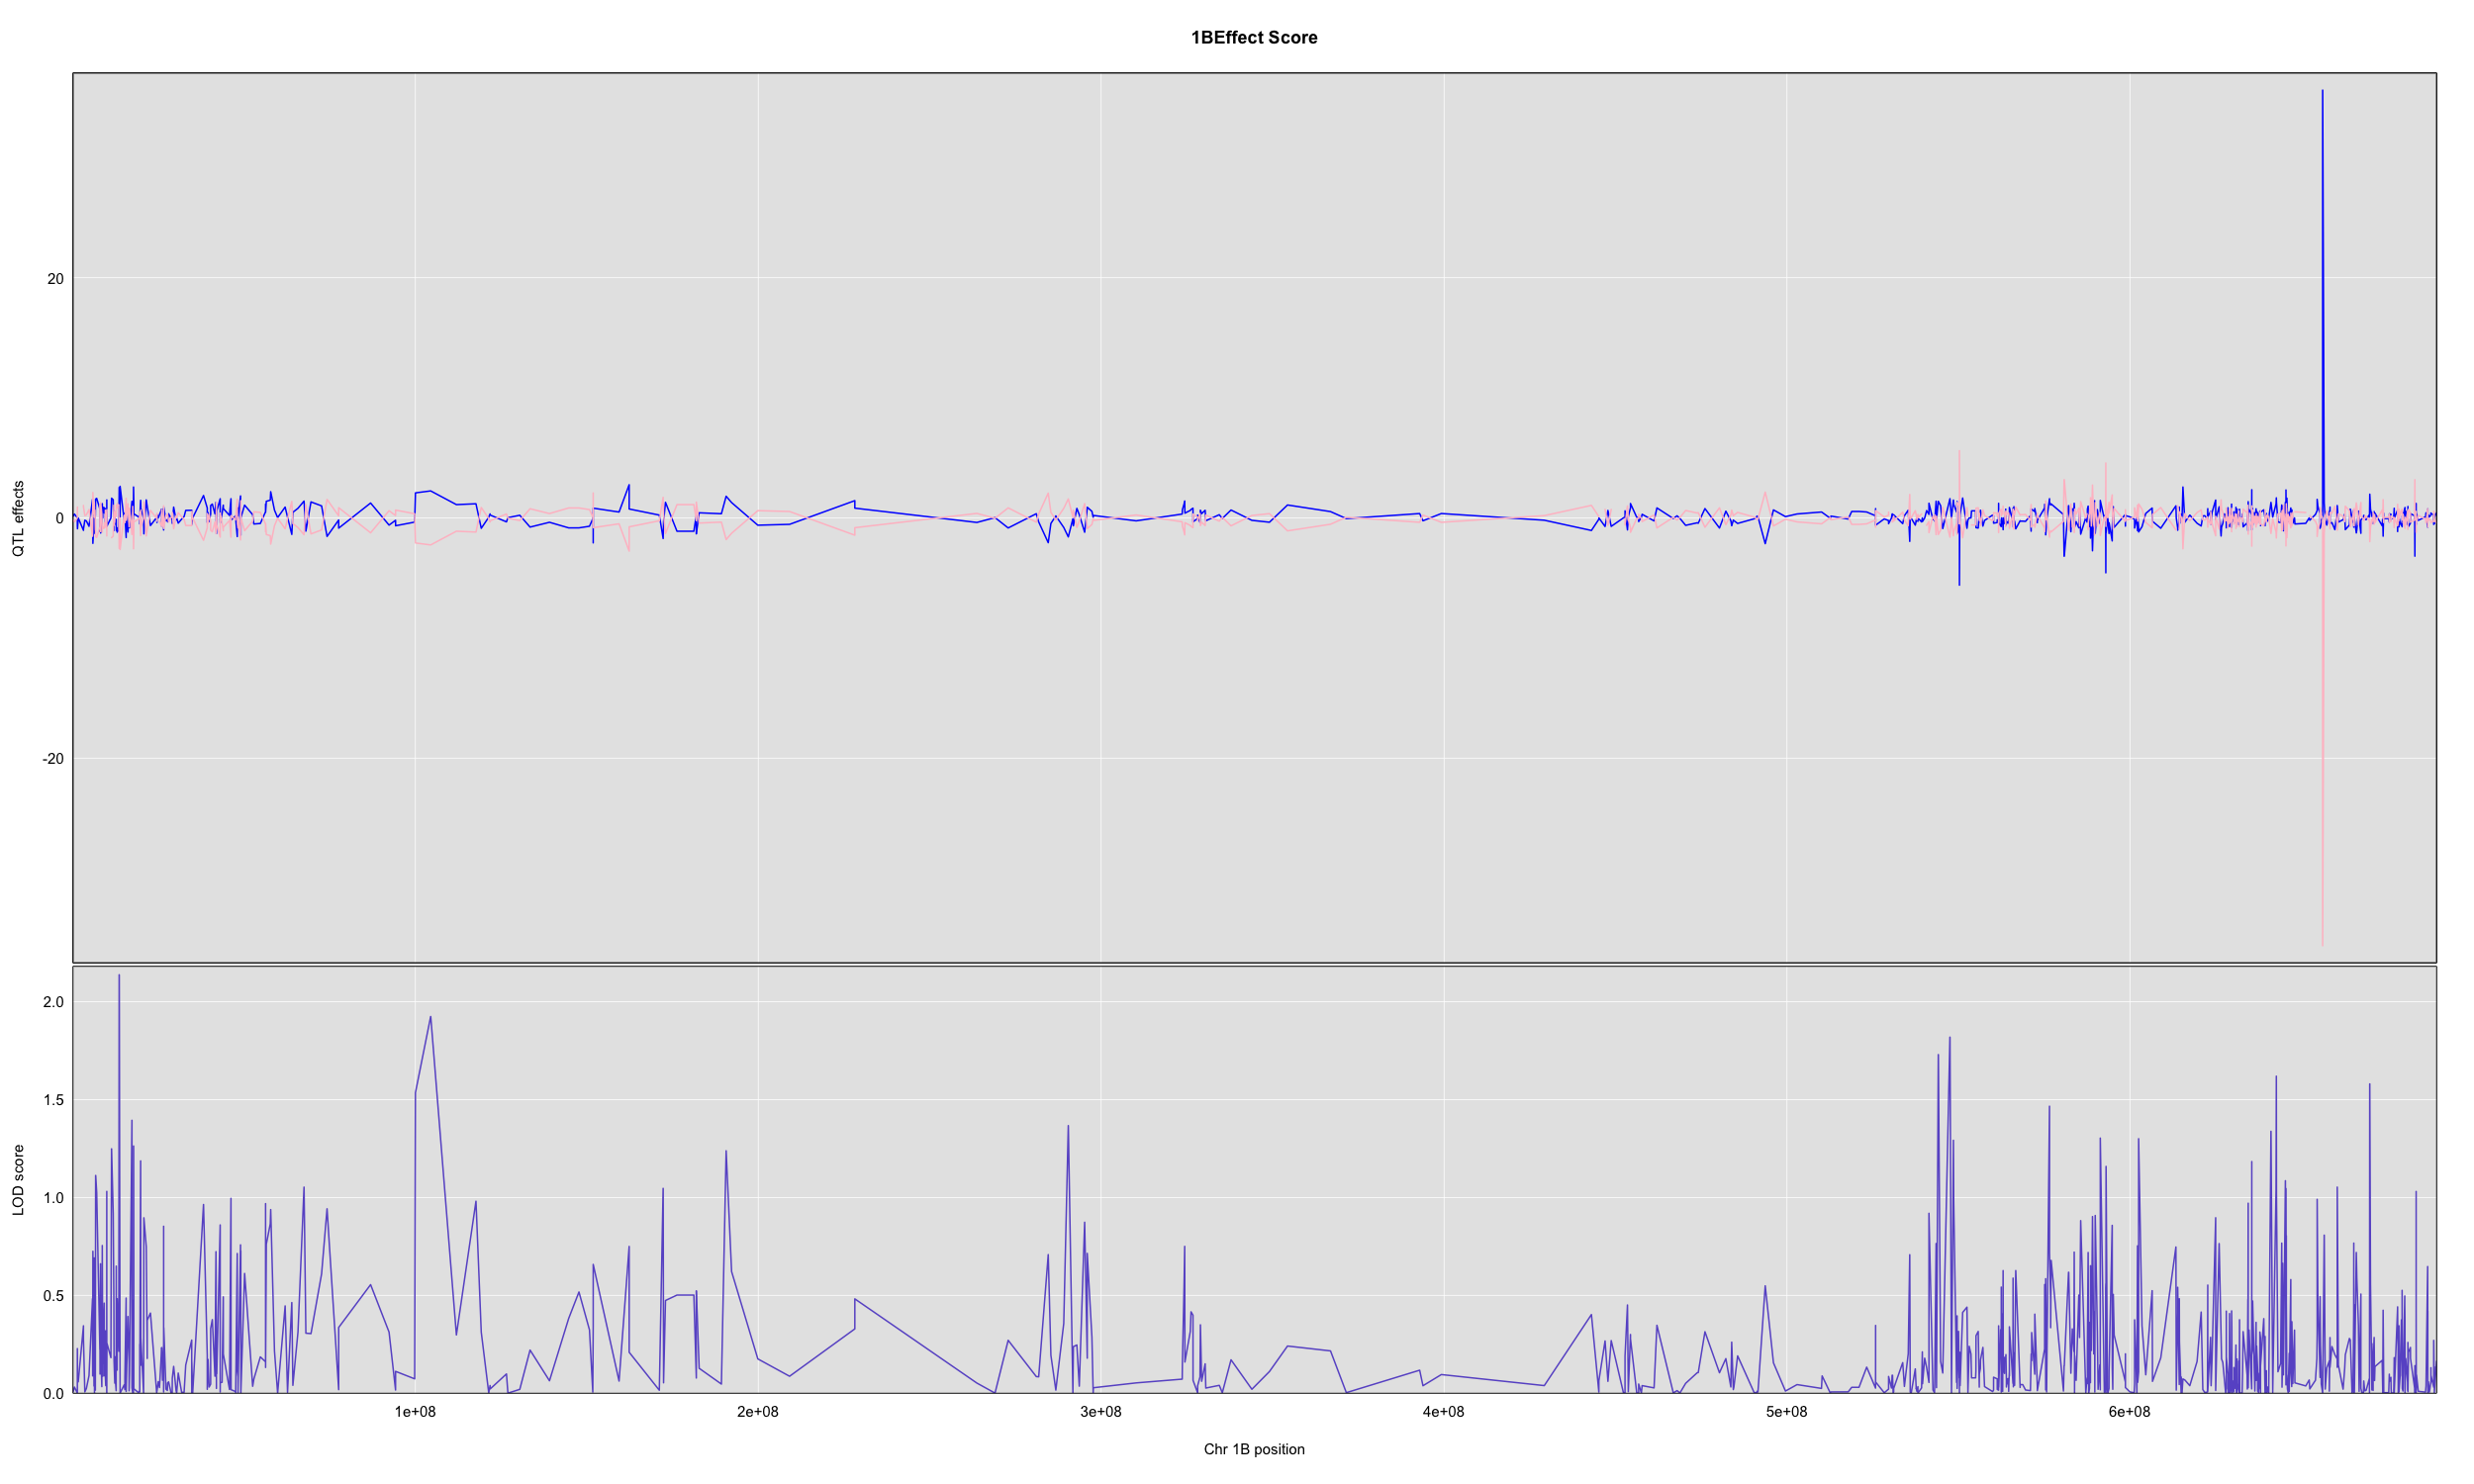 1BEffect Score
QTL effects
20
0
-20
LOD score
2.0
1.5
1.0
0.5
0.0
1e+08
2e+08
3e+08
4e+08
5e+08
6e+08
Chr 1B position